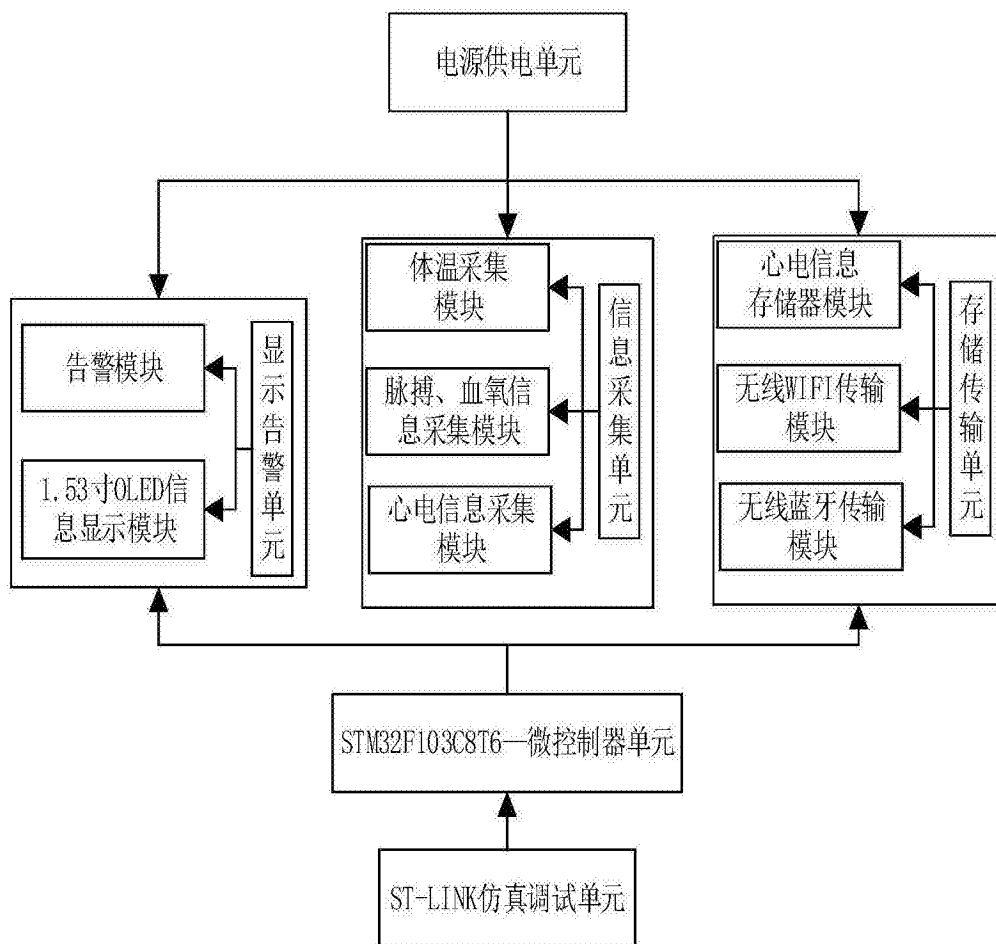 电源供电单元
体温采集
模块
脉搏、血氧信
息采集模块
心电信息采集
模块
信息采集单元
心电信息
存储器模块
无线WIFI传输
模块
无线蓝牙传输
模块
存储传输单元
告警模块
1.53寸OLED信
息显示模块
显示告警单元
STM32F103C8T6—微控制器单元
ST-LINK仿真调试单元